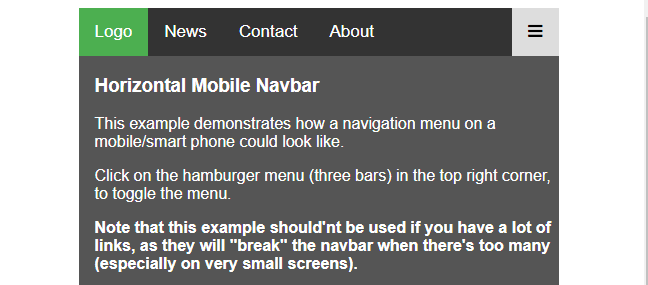 Logo News Contact About
Horizontal Mobile Navbar
This example demonstrates how a navigation menu on a
mobile/smart phone could look like.
Click on the hamburger menu (three bars) in the top right corner,
to toggle the menu.
Note that this example should'nt be used if you have a lot of
links, as they will "break" the navbar when there's too many
(especially on very small screens).